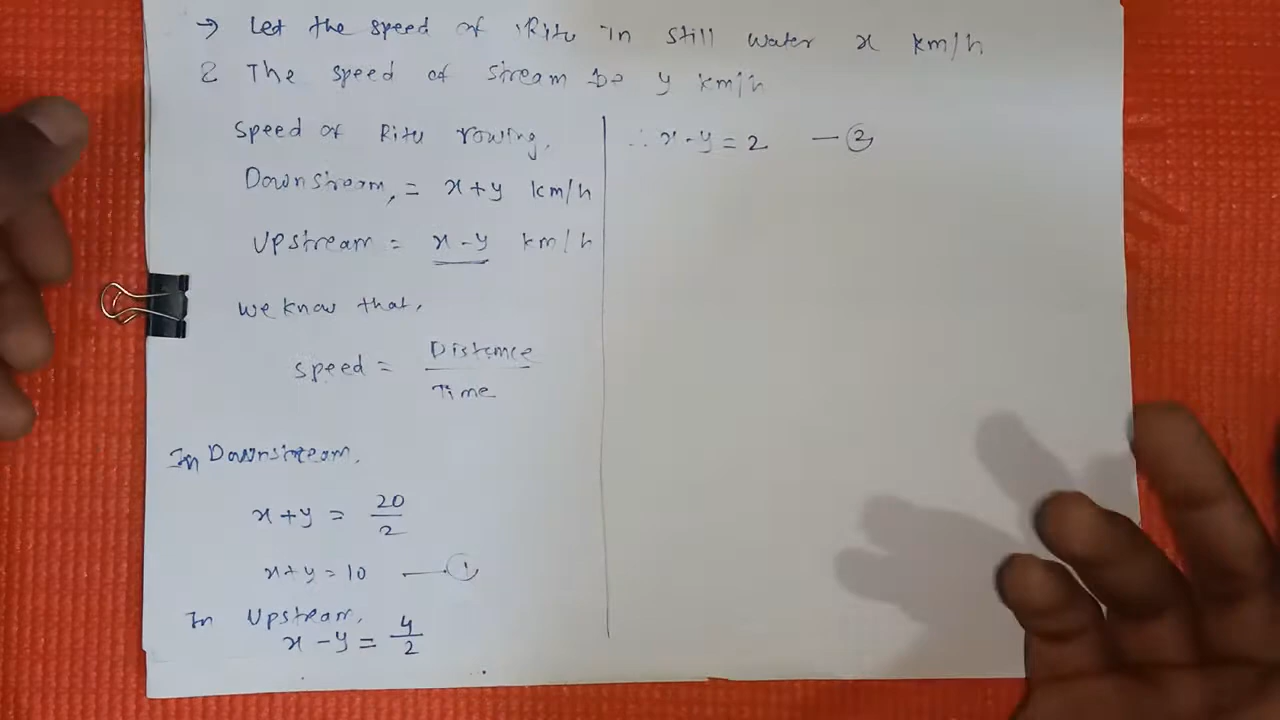 → Let the speed of Ritu in still water x km/h
& The speed of stream be y km/h
Speed of Ritu rowing,
Downstream, = x+y km/h
Upstream = x-y km/h
we know that,
speed = Distance / Time
In Downstream,
x+y = 20/2
x+y = 10 —①
In Upstream,
x-y = 4/2
∴ x-y = 2 —②